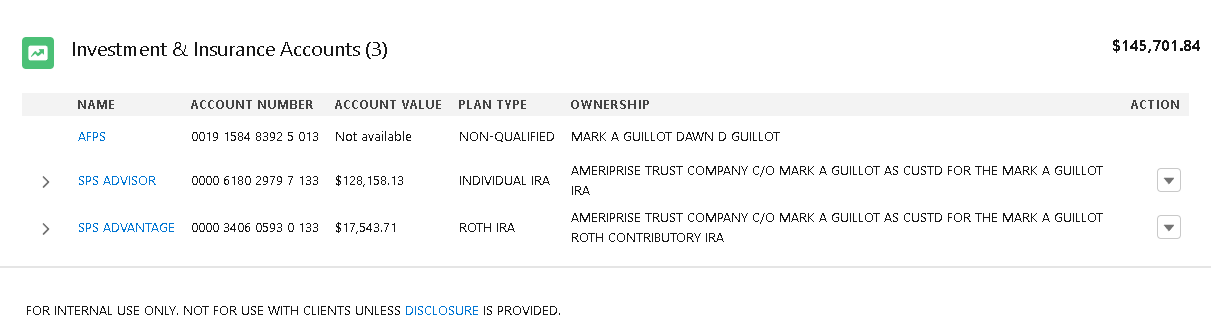 Investment & Insurance Accounts (3) $145,701.84
NAME ACCOUNT NUMBER ACCOUNT VALUE PLAN TYPE OWNERSHIP ACTION
AFPS 0019 1584 8392 5 013 Not available NON-QUALIFIED MARK A GUILLOT DAWN D GUILLOT
SPS ADVISOR 0000 6180 2979 7 133 $128,158.13 INDIVIDUAL IRA AMERIPRISE TRUST COMPANY C/O MARK A GUILLOT AS CUSTD FOR THE MARK A GUILLOT
IRA
SPS ADVANTAGE 0000 3406 0593 0 133 $17,543.71 ROTH IRA AMERIPRISE TRUST COMPANY C/O MARK A GUILLOT AS CUSTD FOR THE MARK A GUILLOT
ROTH CONTRIBUTORY IRA
FOR INTERNAL USE ONLY. NOT FOR USE WITH CLIENTS UNLESS DISCLOSURE IS PROVIDED.